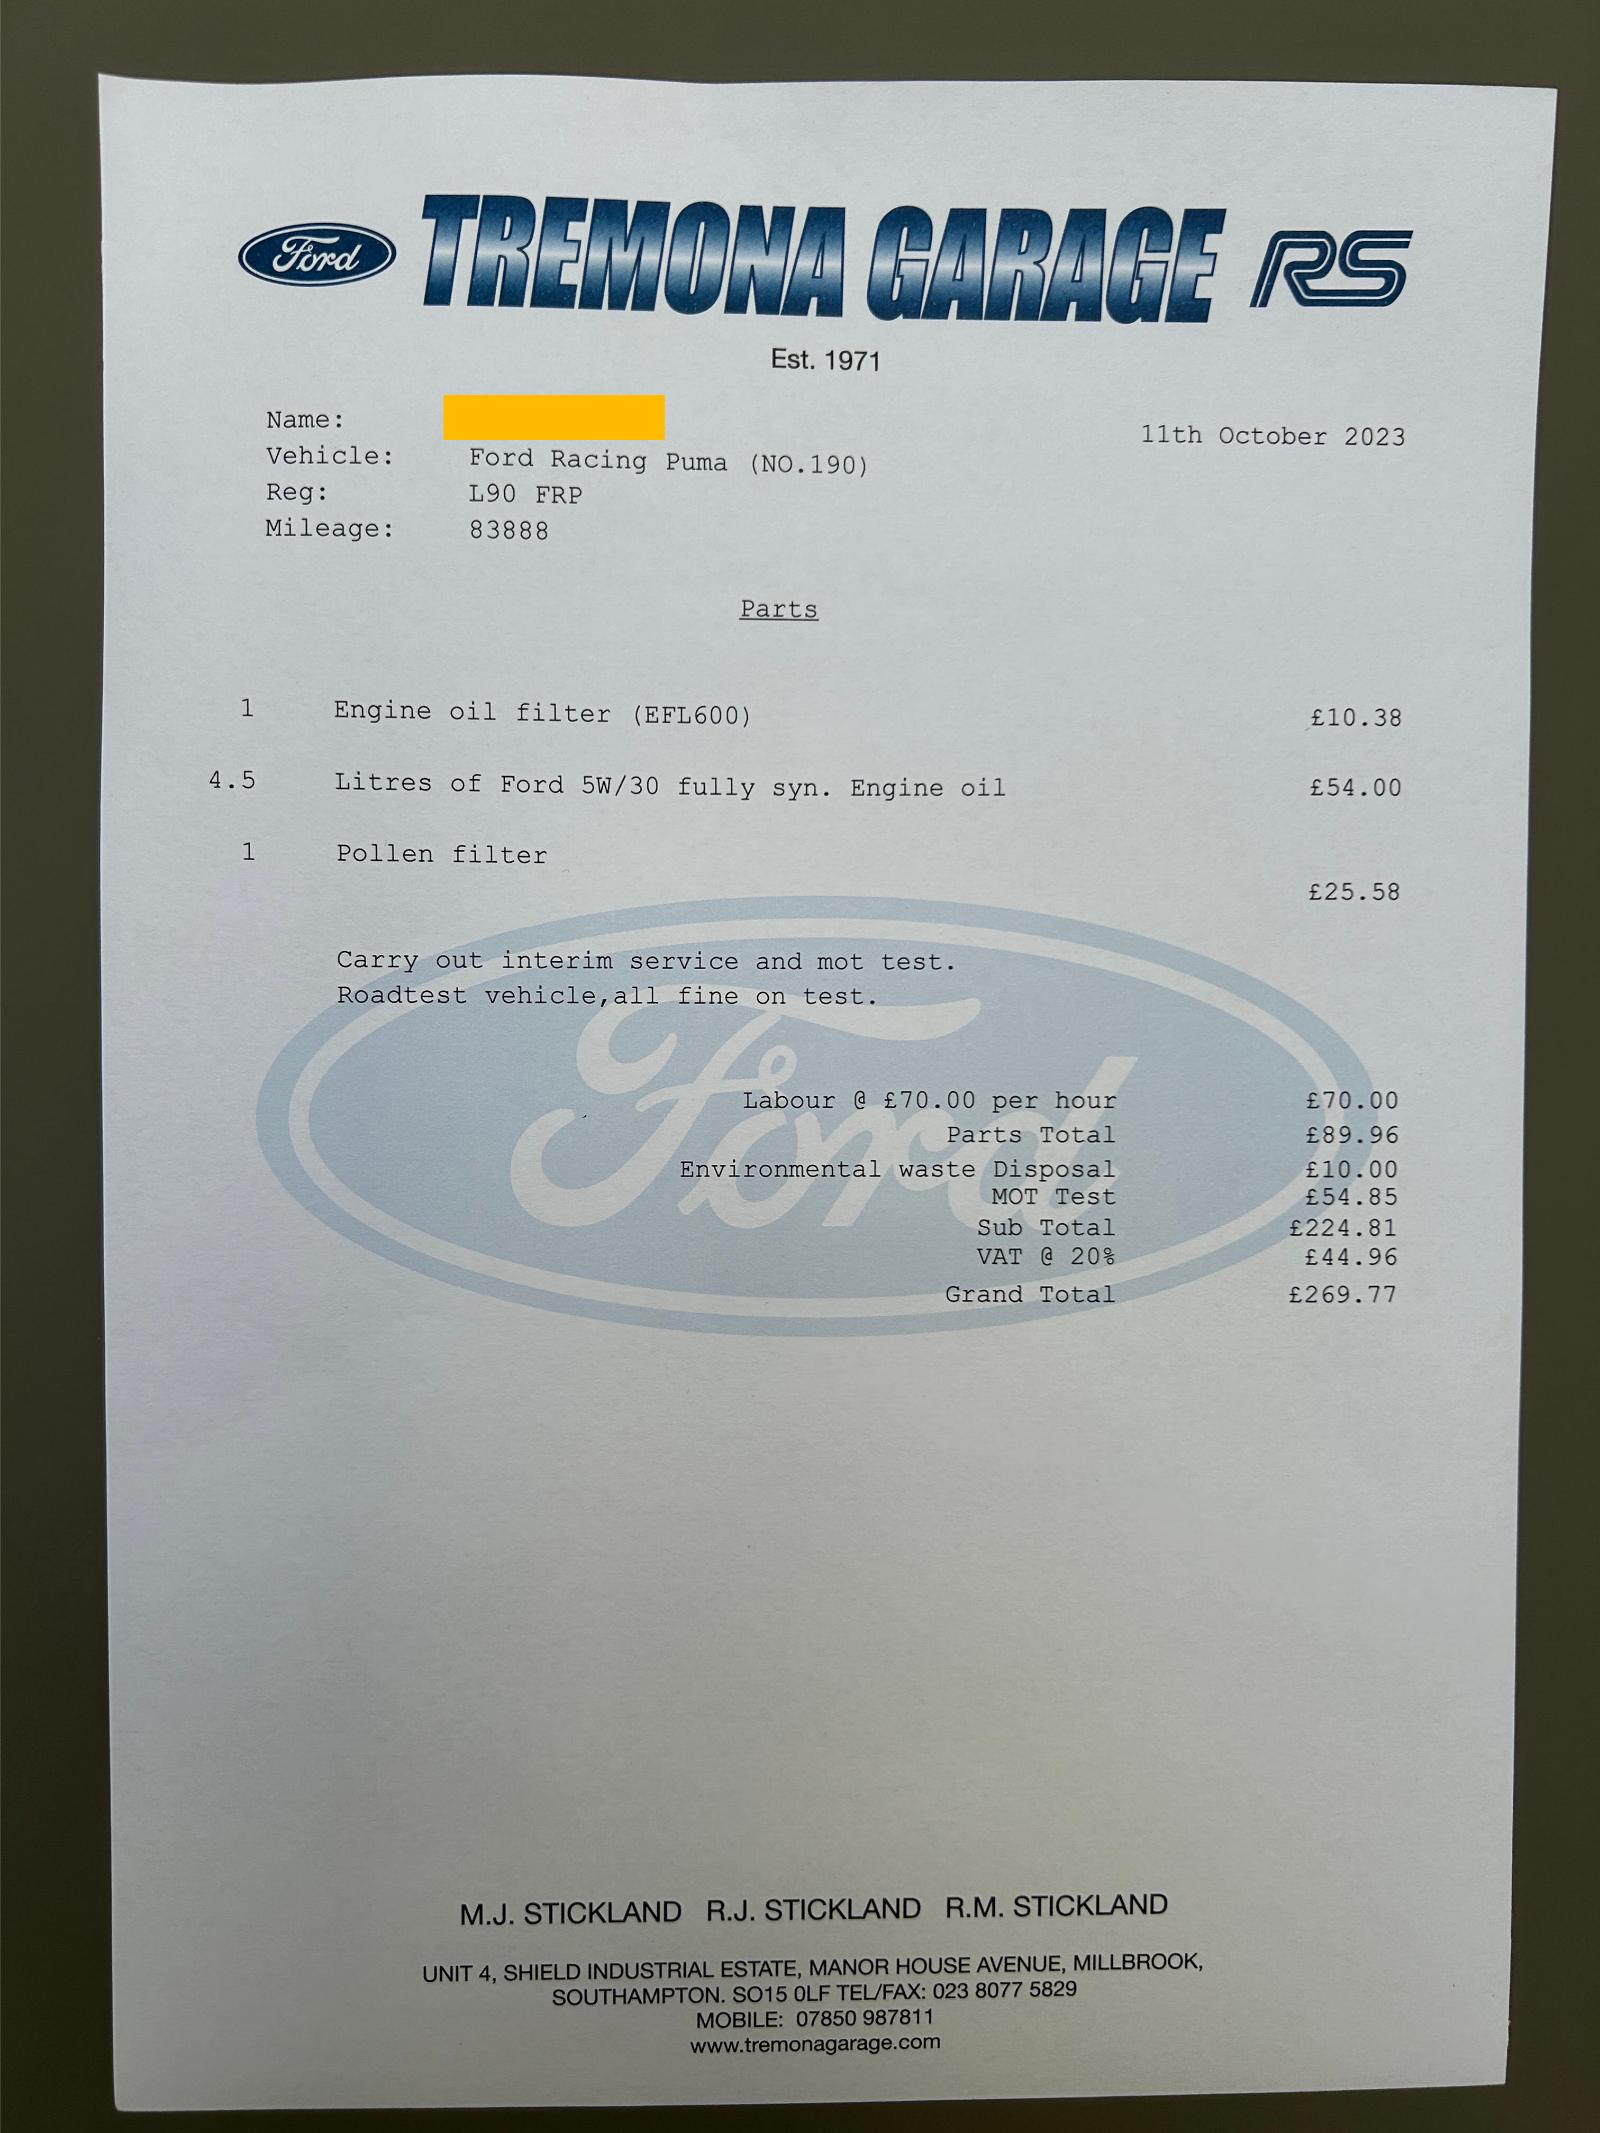 Ford TREMONA GARAGE RS
Est. 1971
Name:
11th October 2023
Vehicle: Ford Racing Puma (NO.190)
Reg: L90 FRP
Mileage: 83888
Parts
1 Engine oil filter (EFL600) £10.38
4.5 Litres of Ford 5W/30 fully syn. Engine oil £54.00
1 Pollen filter
£25.58
Carry out interim service and mot test.
Roadtest vehicle,all fine on test.
Ford
Labour @ £70.00 per hour £70.00
Parts Total £89.96
Environmental waste Disposal £10.00
MOT Test £54.85
Sub Total £224.81
VAT @ 20% £44.96
Grand Total £269.77
M.J. STICKLAND R.J. STICKLAND R.M. STICKLAND
UNIT 4, SHIELD INDUSTRIAL ESTATE, MANOR HOUSE AVENUE, MILLBROOK,
SOUTHAMPTON. SO15 0LF TEL/FAX: 023 8077 5829
MOBILE: 07850 987811
www.tremonagarage.com